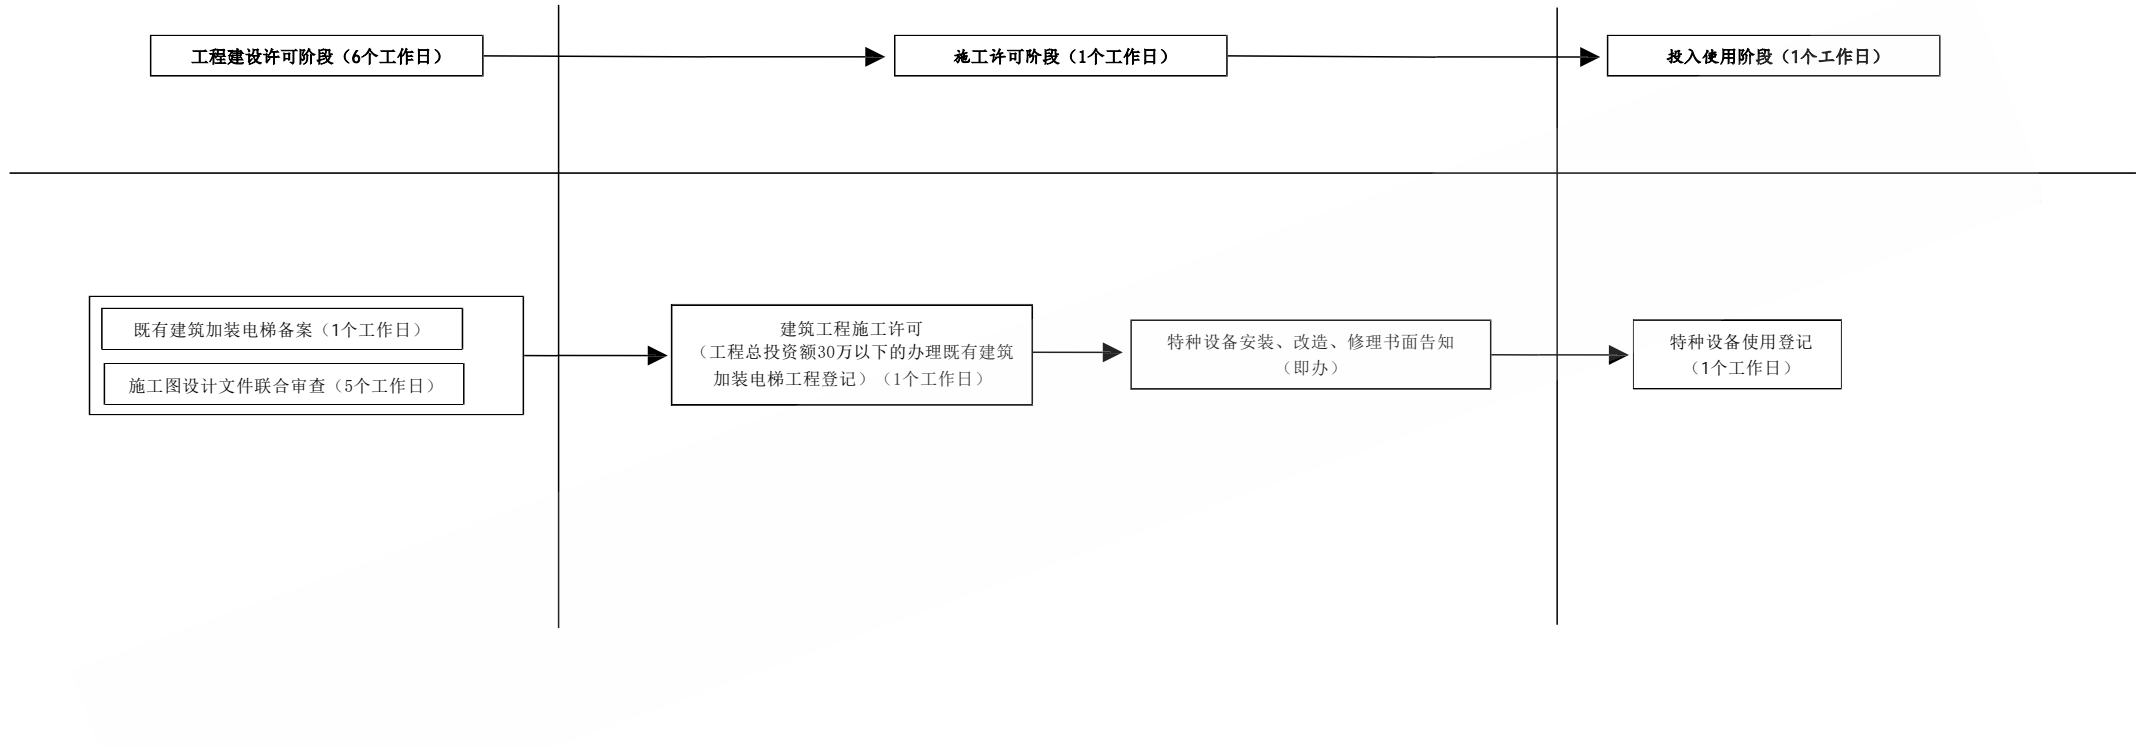 工程建设许可阶段（6个工作日）
施工许可阶段（1个工作日）
投入使用阶段（1个工作日）
既有建筑加装电梯备案（1个工作日）
施工图设计文件联合审查（5个工作日）
建筑工程施工许可
（工程总投资额30万以下的办理既有建筑
加装电梯工程登记）（1个工作日）
特种设备安装、改造、修理书面告知
（即办）
特种设备使用登记
（1个工作日）